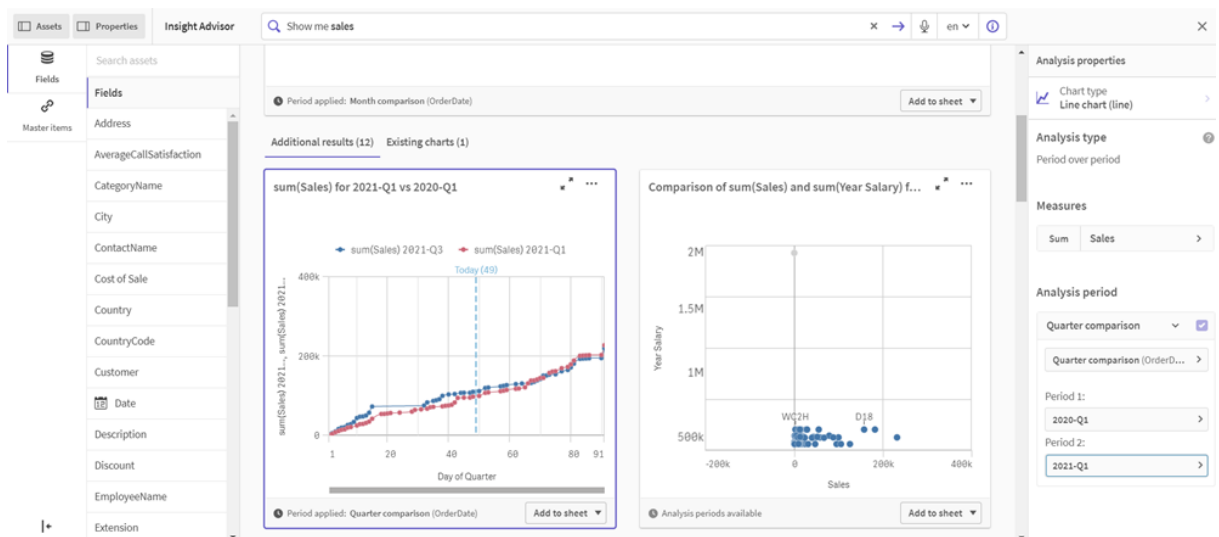 Assets Properties Insight Advisor Show me sales en
Fields
Master items
Search assets
Fields
Address
AverageCallSatisfaction
CategoryName
City
ContactName
Cost of Sale
Country
CountryCode
Customer
Date
Description
Discount
EmployeeName
Extension
Period applied: Month comparison (OrderDate) Add to sheet
Additional results (12) Existing charts (1)
sum(Sales) for 2021-Q1 vs 2020-Q1
sum(Sales) 2021-Q3 sum(Sales) 2021-Q1
Today (49)
sum(Sales) 2021..., sum(Sales) 2021...
400k
200k
0
1 20 40 60 80 91
Day of Quarter
Period applied: Quarter comparison (OrderDate) Add to sheet
Comparison of sum(Sales) and sum(Year Salary) f...
Year Salary
2M
1.5M
1M
500k
WC2H D18
-200k 0 200k 400k
Sales
Analysis periods available Add to sheet
Analysis properties
Chart type
Line chart (line)
Analysis type
Period over period
Measures
Sum Sales
Analysis period
Quarter comparison
Quarter comparison (OrderD...
Period 1:
2020-Q1
Period 2:
2021-Q1